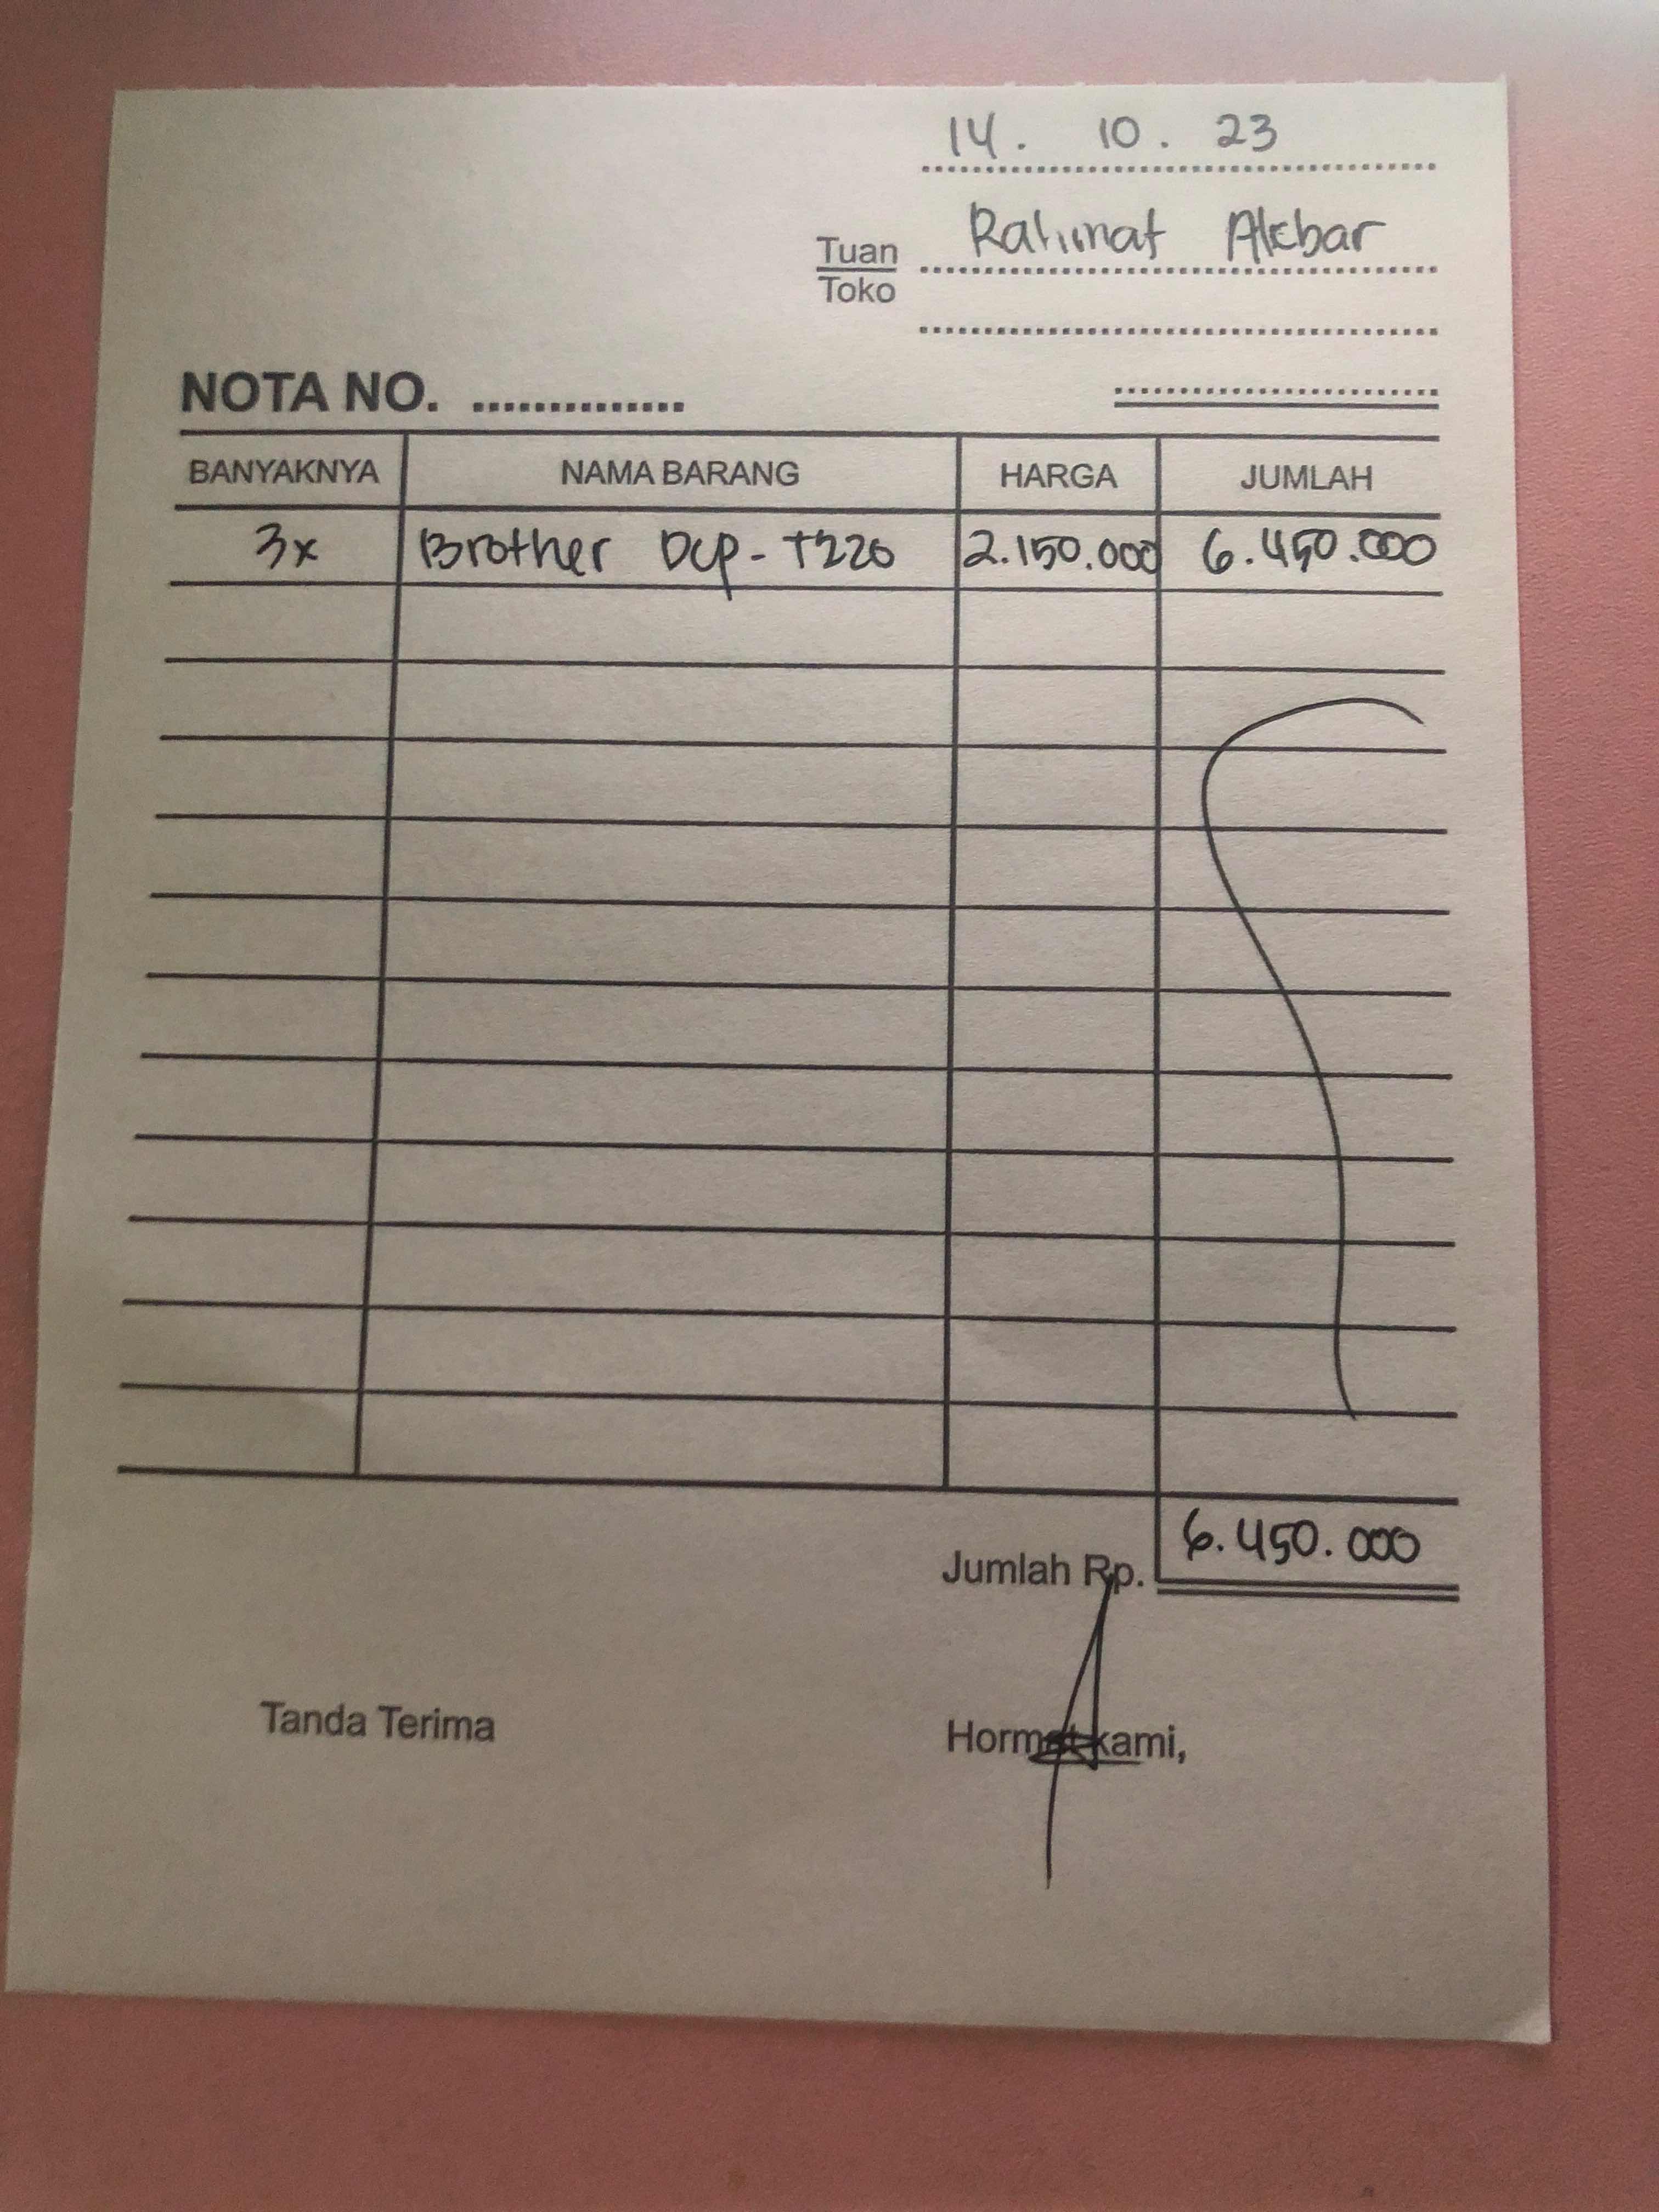 14. 10. 23
Tuan Rahmat Akbar
Toko
NOTA NO. ..............
BANYAKNYA NAMA BARANG HARGA JUMLAH
3x Brother Dcp-T220 2.150.000 6.450.000
Jumlah Rp. 6.450.000
Tanda Terima Hormat kami,